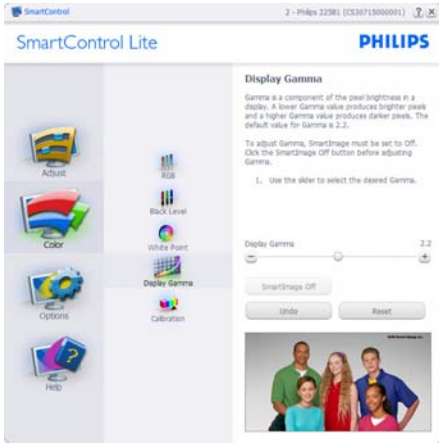 SmartControl
2 - Philips 22581 (CS30715000001)
SmartControl Lite
PHILIPS
Display Gamma
Gamma is a component of the pixel brightness in a
display. A lower Gamma value produces brighter pixels
and a higher Gamma value produces darker pixels. The
default value for Gamma is 2.2.
To adjust Gamma, SmartImage must be set to Off.
Click the SmartImage Off button before adjusting
Gamma.
1. Use the slider to select the desired Gamma.
Adjust
Color
Options
Help
RGB
Black Level
White Point
Display Gamma
Calibration
Display Gamma 2.2
SmartImage Off
Undo Reset